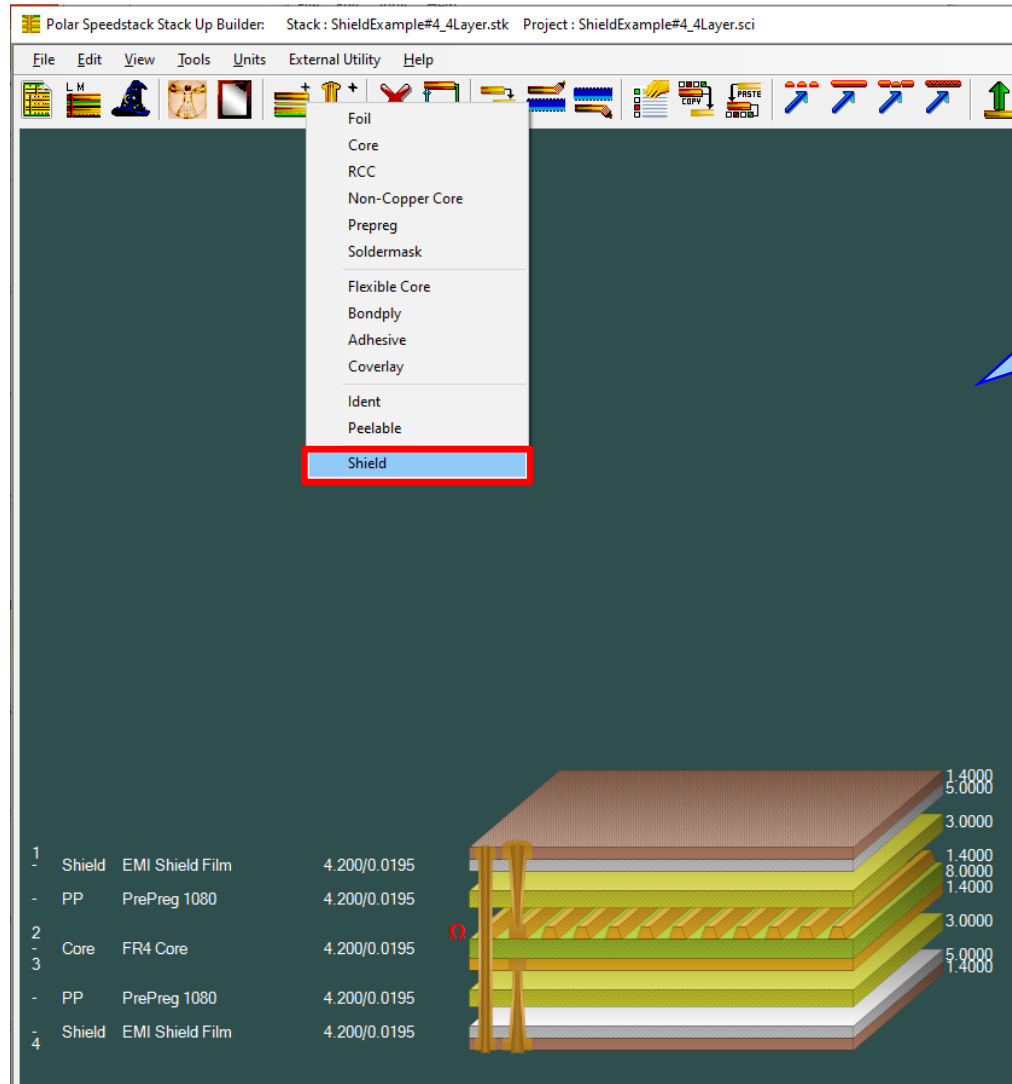 Polar Speedstack Stack Up Builder: Stack : ShieldExample#4_4Layer.stk Project : ShieldExample#4_4Layer.sci
File Edit View Tools Units External Utility Help
L M
COPY
PASTE
Foil
Core
RCC
Non-Copper Core
Prepreg
Soldermask
Flexible Core
Bondply
Adhesive
Coverlay
Ident
Peelable
Shield
1.4000
5.0000
3.0000
1
- Shield EMI Shield Film 4.200/0.0195
1.4000
8.0000
1.4000
- PP PrePreg 1080 4.200/0.0195
2
3.0000
Ω
- Core FR4 Core 4.200/0.0195
3
5.0000
1.4000
- PP PrePreg 1080 4.200/0.0195
- Shield EMI Shield Film 4.200/0.0195
4